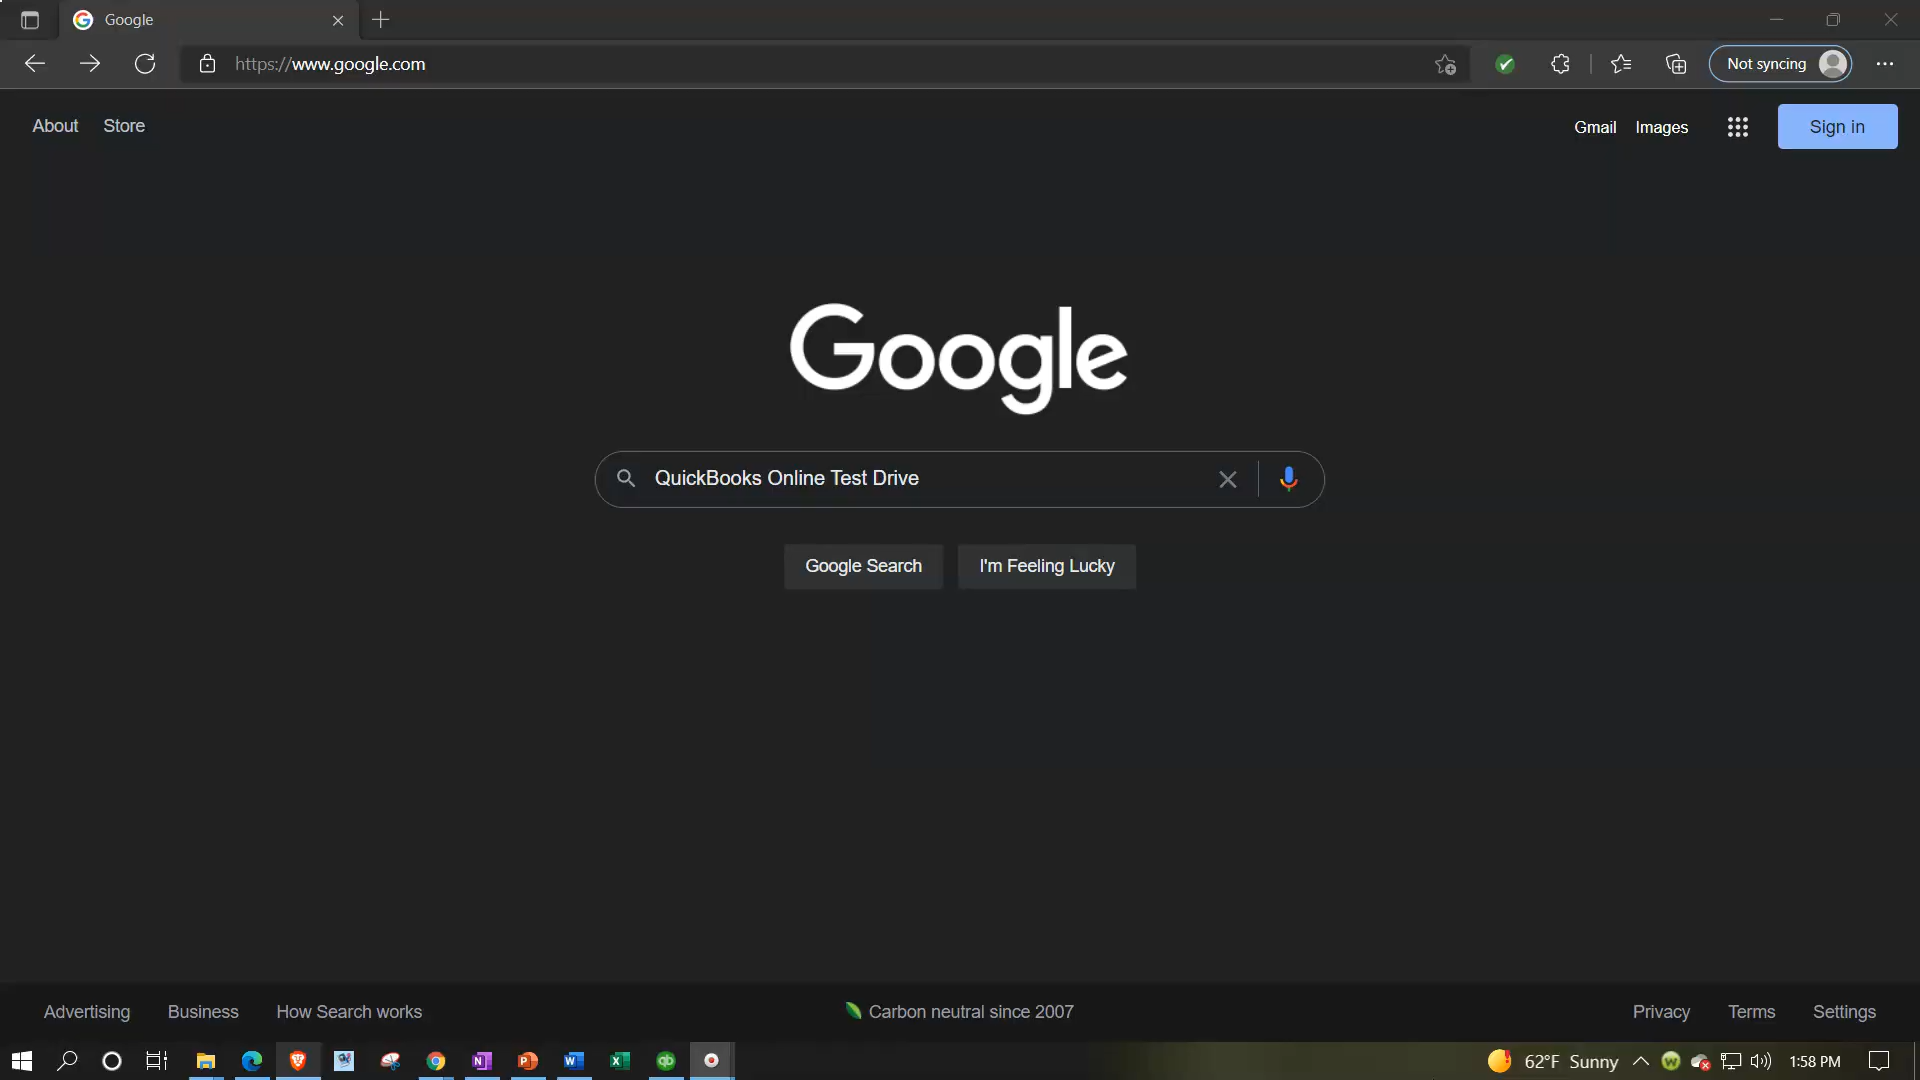 Google
https://www.google.com
Not syncing
About Store
Gmail Images
Sign in
Google
QuickBooks Online Test Drive
Google Search
I'm Feeling Lucky
Advertising Business How Search works
Carbon neutral since 2007
Privacy Terms Settings
62°F Sunny
1:58 PM